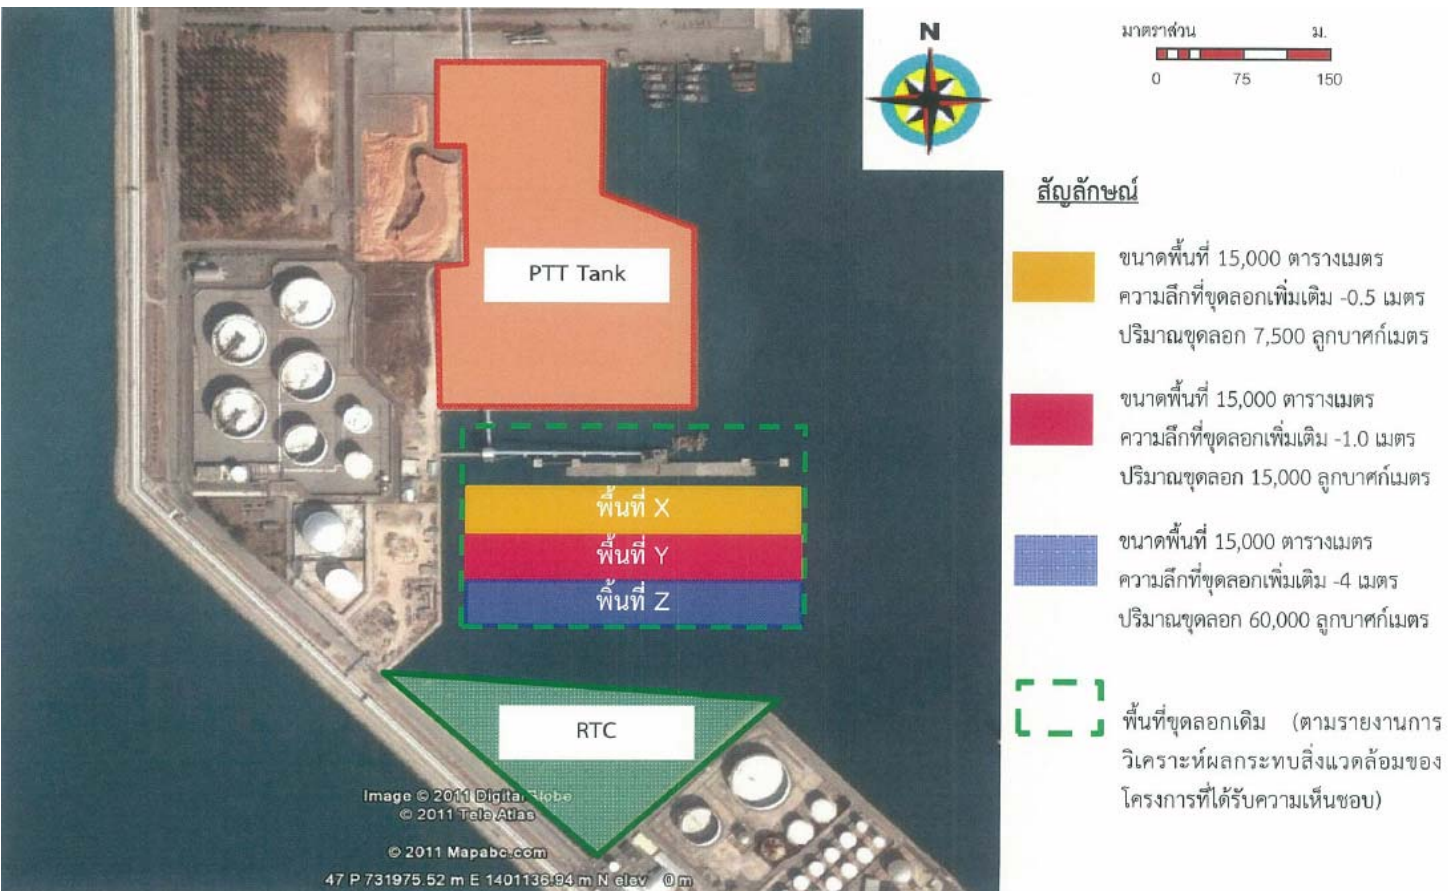 N
มาตราส่วน ม.
0 75 150
สัญลักษณ์
ขนาดพื้นที่ 15,000 ตารางเมตร
ความลึกที่ขุดลอกเพิ่มเติม -0.5 เมตร
ปริมาณขุดลอก 7,500 ลูกบาศก์เมตร
ขนาดพื้นที่ 15,000 ตารางเมตร
ความลึกที่ขุดลอกเพิ่มเติม -1.0 เมตร
ปริมาณขุดลอก 15,000 ลูกบาศก์เมตร
ขนาดพื้นที่ 15,000 ตารางเมตร
ความลึกที่ขุดลอกเพิ่มเติม -4 เมตร
ปริมาณขุดลอก 60,000 ลูกบาศก์เมตร
พื้นที่ขุดลอกเดิม (ตามรายงานการ
วิเคราะห์ผลกระทบสิ่งแวดล้อมของ
โครงการที่ได้รับความเห็นชอบ)
PTT Tank
พื้นที่ X
พื้นที่ Y
พื้นที่ Z
RTC
Image © 2011 DigitalGlobe
© 2011 Tele Atlas
© 2011 Mapabc.com
47 P 731975.52 m E 1401136.94 m N elev 0 m